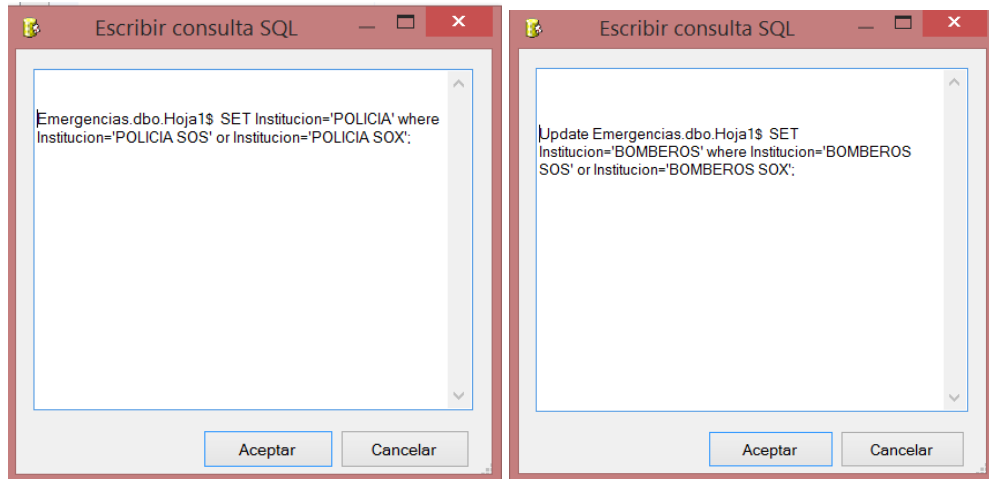 Escribir consulta SQL
Emergencias.dbo.Hoja1$ SET Institucion='POLICIA' where
Institucion='POLICIA SOS' or Institucion='POLICIA SOX';
Aceptar
Cancelar
Escribir consulta SQL
Update Emergencias.dbo.Hoja1$ SET
Institucion='BOMBEROS' where Institucion='BOMBEROS
SOS' or Institucion='BOMBEROS SOX';
Aceptar
Cancelar